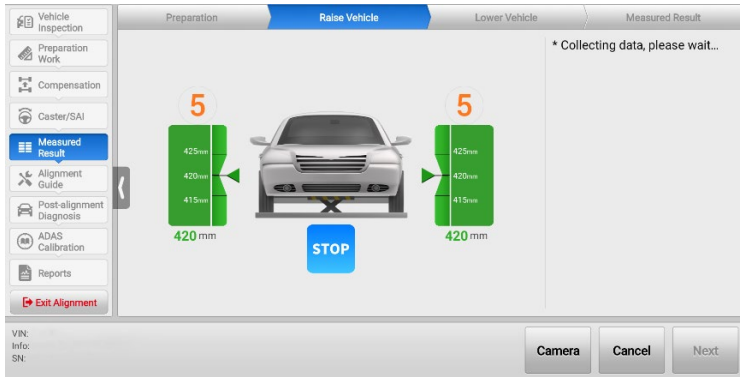 Vehicle
Inspection
Preparation
Work
Compensation
Caster/SAI
Measured
Result
Alignment
Guide
Post-alignment
Diagnosis
ADAS
Calibration
Reports
Exit Alignment
Preparation
Raise Vehicle
Lower Vehicle
Measured Result
* Collecting data, please wait...
5
5
425mm
420mm
415mm
420 mm
425mm
420mm
415mm
420 mm
STOP
VIN:
Info:
SN:
Camera
Cancel
Next